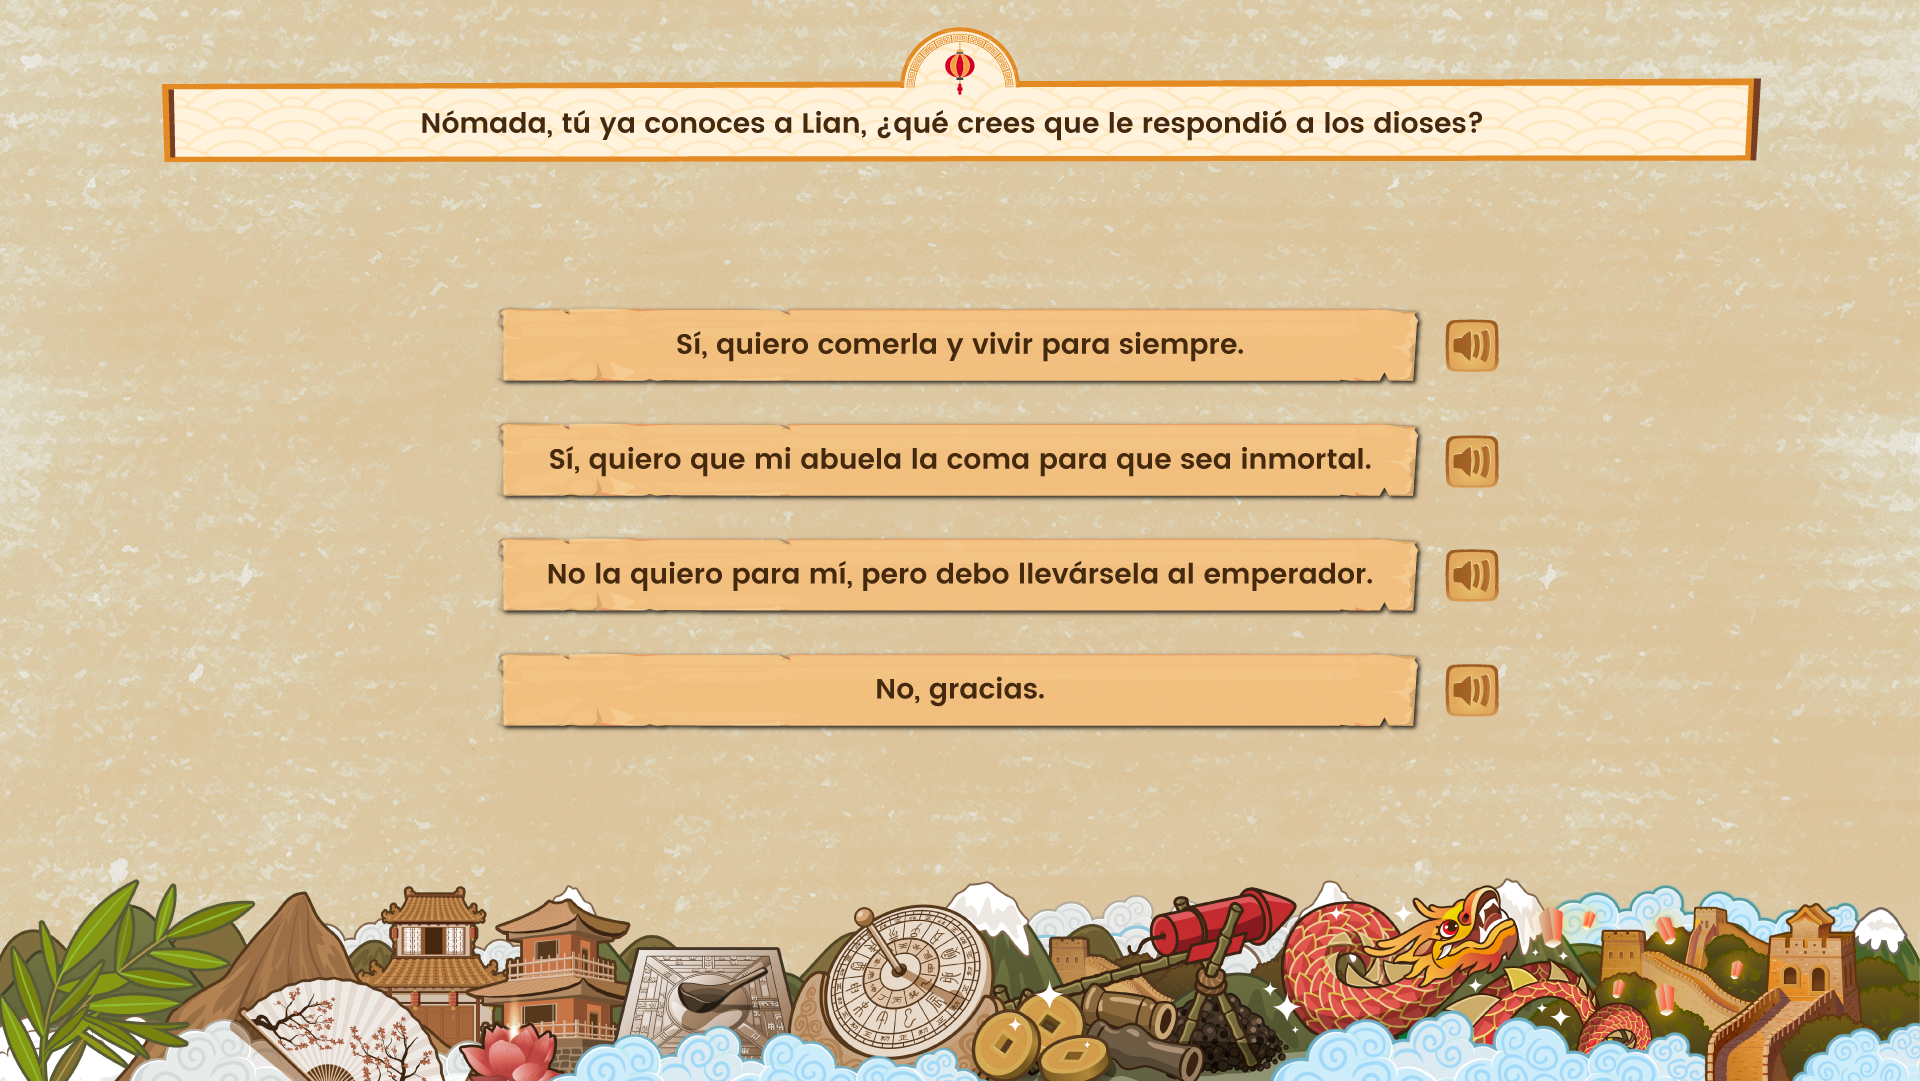 Nómada, tú ya conoces a Lian, ¿qué crees que le respondió a los dioses?
Sí, quiero comerla y vivir para siempre.
Sí, quiero que mi abuela la coma para que sea inmortal.
No la quiero para mí, pero debo llevársela al emperador.
No, gracias.